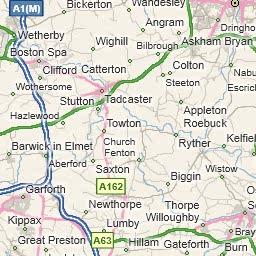 Bickerton
Wandesley
A1(M)
Angram
Dringho
Wetherby
Wighill
Askham Bryan
Boston Spa
Bilbrough
Clifford
Catterton
Colton
Wothersome
Steeton
Escric
Stutton
Tadcaster
Appleton
Roebuck
Hazlewood
Towton
Kelfie
Barwick in Elmet
Church
Fenton
Ryther
Aberford
Saxton
Wistow
A162
Biggin
Garforth
Newthorpe
Thorpe
Willoughby
Kippax
Lumby
Great Preston
A63
Hillam
Gateforth
Burn